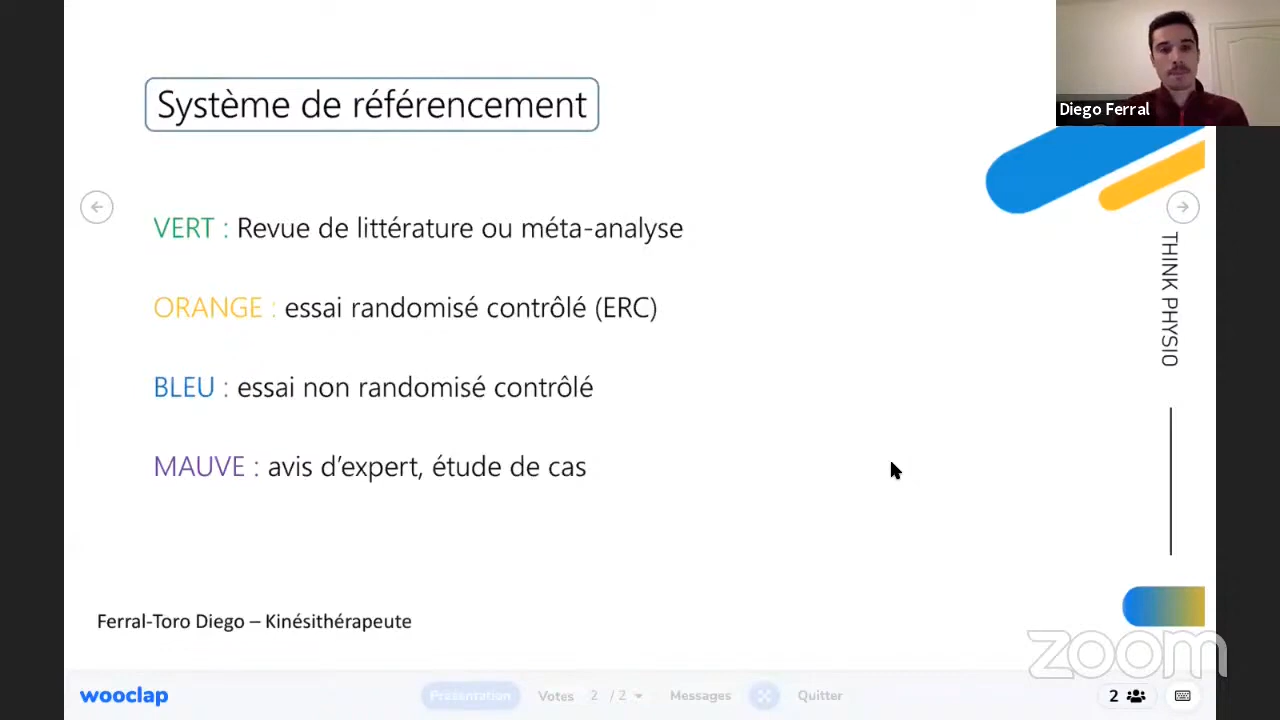 Diego Ferral
Système de référencement
VERT : Revue de littérature ou méta-analyse
ORANGE : essai randomisé contrôlé (ERC)
BLEU : essai non randomisé contrôlé
MAUVE : avis d'expert, étude de cas
THINK PHYSIO
Ferral-Toro Diego – Kinésithérapeute
zoom
wooclap
Présentation
Votes 2 / 2
Messages
Quitter
2